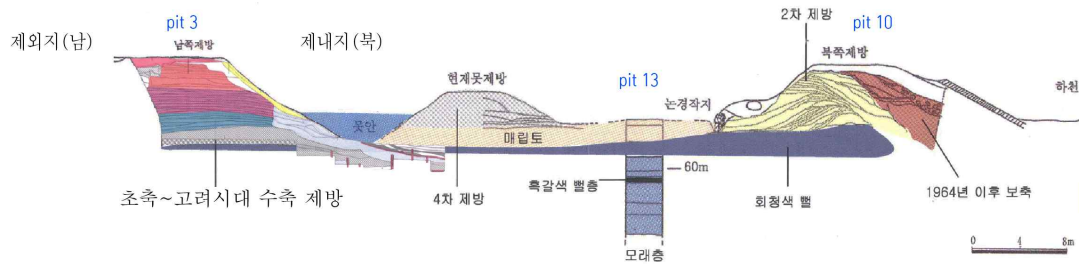 pit 3
2차 제방
pit 10
제외지(남)
남쪽제방
제내지(북)
북쪽제방
현재못제방
pit 13
하천
논경작지
못안
매립토
60m
흑갈색 뻘층
초축~고려시대 수축 제방
4차 제방
회청색 뻘
1964년 이후 보축
모래층
0 4 8m